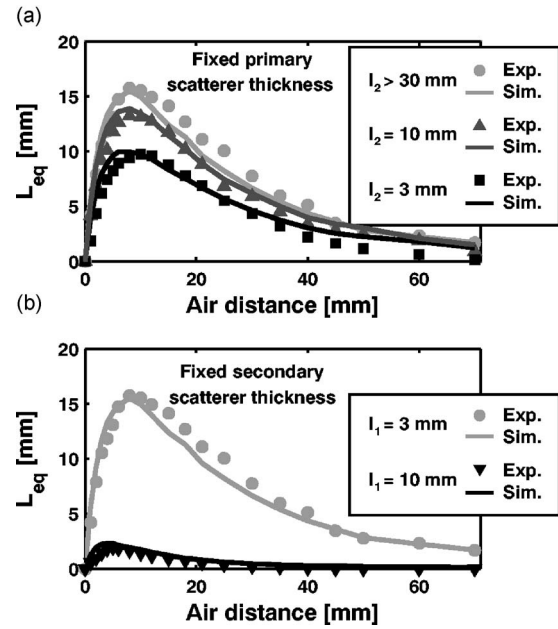 (a)
20
15
10
5
0
0
20
40
60
L_eq [mm]
Air distance [mm]
Fixed primary
scatterer thickness
l₂ > 30 mm
Exp.
Sim.
l₂ = 10 mm
Exp.
Sim.
l₂ = 3 mm
Exp.
Sim.
(b)
20
15
10
5
0
0
20
40
60
L_eq [mm]
Air distance [mm]
Fixed secondary
scatterer thickness
l₁ = 3 mm
Exp.
Sim.
l₁ = 10 mm
Exp.
Sim.